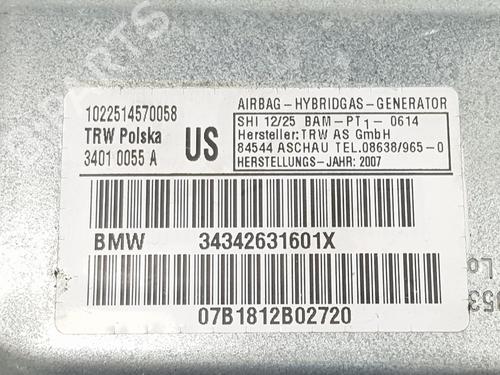 1022514570058
TRW Polska
3401 0055 A
US
AIRBAG-HYBRIDGAS-GENERATOR
SHI 12/25 BAM-PT1-0614
Hersteller: TRW AS GmbH
84544 ASCHAU TEL.08638/965-0
HERSTELLUNGS-JAHR: 2007
BMW 34342631601X
07B1812B02720